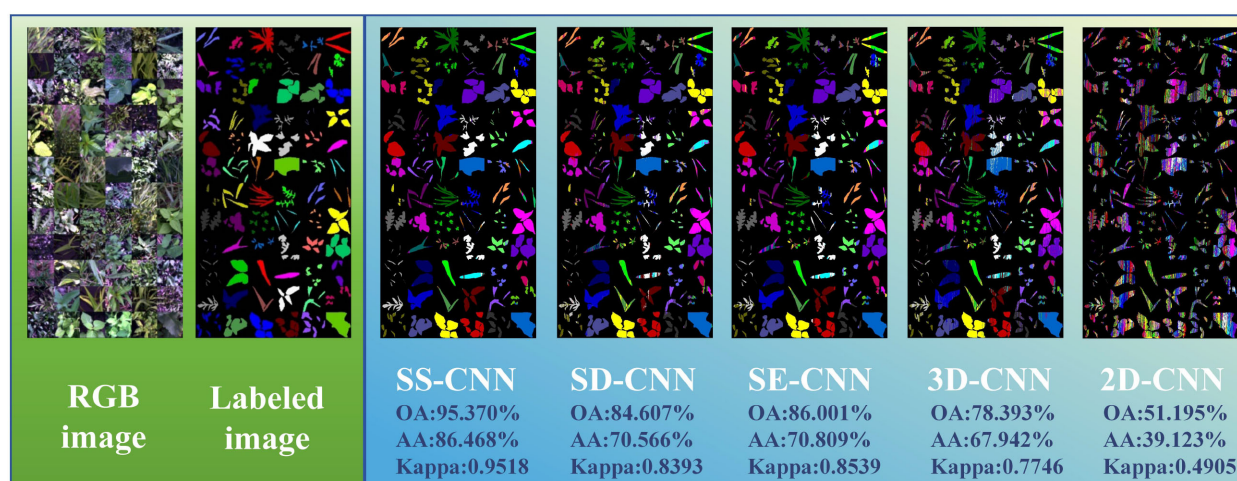 RGB
image
Labeled
image
SS-CNN
OA:95.370%
AA:86.468%
Kappa:0.9518
SD-CNN
OA:84.607%
AA:70.566%
Kappa:0.8393
SE-CNN
OA:86.001%
AA:70.809%
Kappa:0.8539
3D-CNN
OA:78.393%
AA:67.942%
Kappa:0.7746
2D-CNN
OA:51.195%
AA:39.123%
Kappa:0.4905